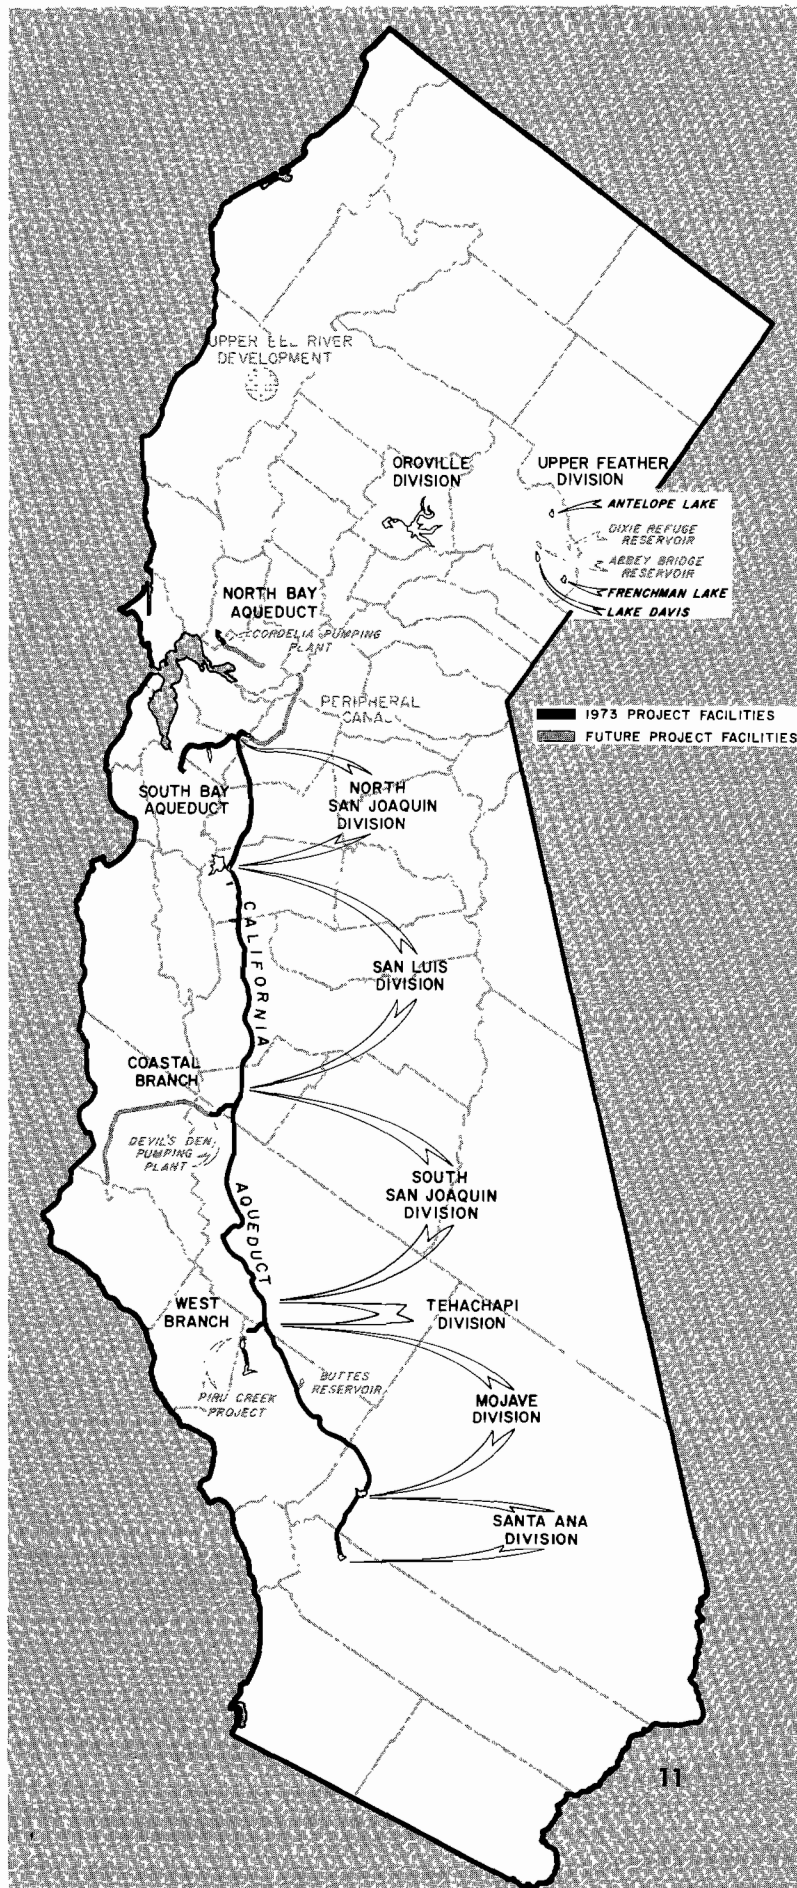 UPPER EEL RIVER
DEVELOPMENT
OROVILLE
DIVISION
UPPER FEATHER
DIVISION
ANTELOPE LAKE
DIXIE REFUGE
RESERVOIR
ABBEY BRIDGE
RESERVOIR
FRENCHMAN LAKE
LAKE DAVIS
NORTH BAY
AQUEDUCT
CORDELIA PUMPING
PLANT
PERIPHERAL
CANAL
1973 PROJECT FACILITIES
FUTURE PROJECT FACILITIES
SOUTH BAY
AQUEDUCT
NORTH
SAN JOAQUIN
DIVISION
CALIFORNIA
SAN LUIS
DIVISION
COASTAL
BRANCH
DEVIL'S DEN
PUMPING
PLANT
SOUTH
SAN JOAQUIN
DIVISION
AQUEDUCT
WEST
BRANCH
TEHACHAPI
DIVISION
PIRU CREEK
PROJECT
BUTTES
RESERVOIR
MOJAVE
DIVISION
SANTA ANA
DIVISION
11